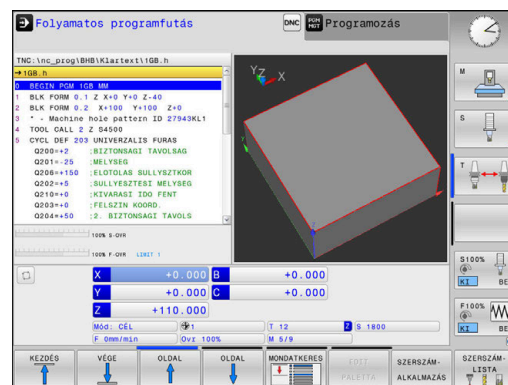 Folyamatos programfutás
DNC
PGM
MGT
Programozás
TNC:\nc_prog\BHB\Klartext\1GB.h
→1GB.h
0 BEGIN PGM 1GB MM
1 BLK FORM 0.1 Z X+0 Y+0 Z-40
2 BLK FORM 0.2 X+100 Y+100 Z+0
3 * - Machine hole pattern ID 27943KL1
4 TOOL CALL 2 Z S4500
5 CYCL DEF 203 UNIVERZALIS FURAS
Q200=+2 ;BIZTONSAGI TAVOLSAG
Q201=-25 ;MELYSEG
Q206=+150 ;ELOTOLAS SULLYSZTKOR
Q202=+5 ;SULLYESZTESI MELYSEG
Q210=+0 ;KIVARASI IDO FENT
Q203=+0 ;FELSZIN KOORD.
Q204=+50 ;2. BIZTONSAGI TAVOLS
100% S-OVR
100% F-OVR LIMIT 1
Y Z X
X +0.000 B +0.000
Y +0.000 C +0.000
Z +110.000
Mód: CÉL 1 T 12 Z S 1800
F 0mm/min Ovr 100% M 5/9
M
S
T
S100%
KI BE
F100%
KI BE
KEZDÉS
VÉGE
OLDAL
OLDAL
MONDATKERES
EDIT
PALETTA
SZERSZÁM-
ALKALMAZÁS
SZERSZÁM-
LISTA